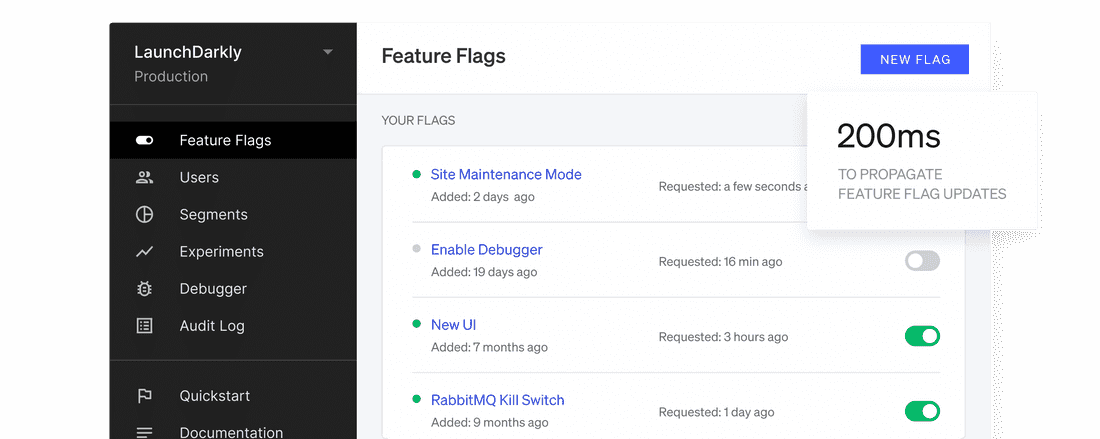 LaunchDarkly
Production
Feature Flags
Users
Segments
Experiments
Debugger
Audit Log
Quickstart
Documentation
Feature Flags
NEW FLAG
YOUR FLAGS
Site Maintenance Mode
Added: 2 days ago
Requested: a few seconds
Enable Debugger
Added: 19 days ago
Requested: 16 min ago
New UI
Added: 7 months ago
Requested: 3 hours ago
RabbitMQ Kill Switch
Added: 9 months ago
Requested: 1 day ago
200ms
TO PROPAGATE
FEATURE FLAG UPDATES